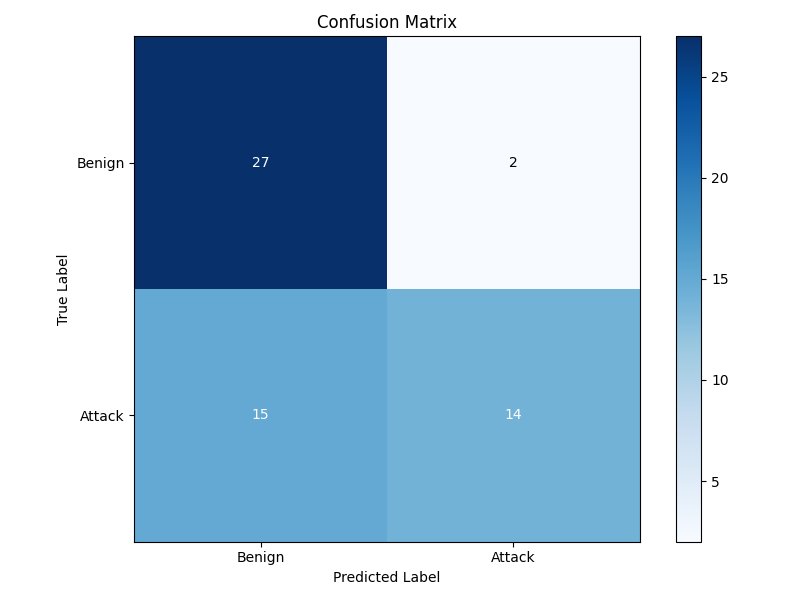 Confusion Matrix
True Label
Benign
27
2
Attack
15
14
Benign
Attack
Predicted Label
25
20
15
10
5